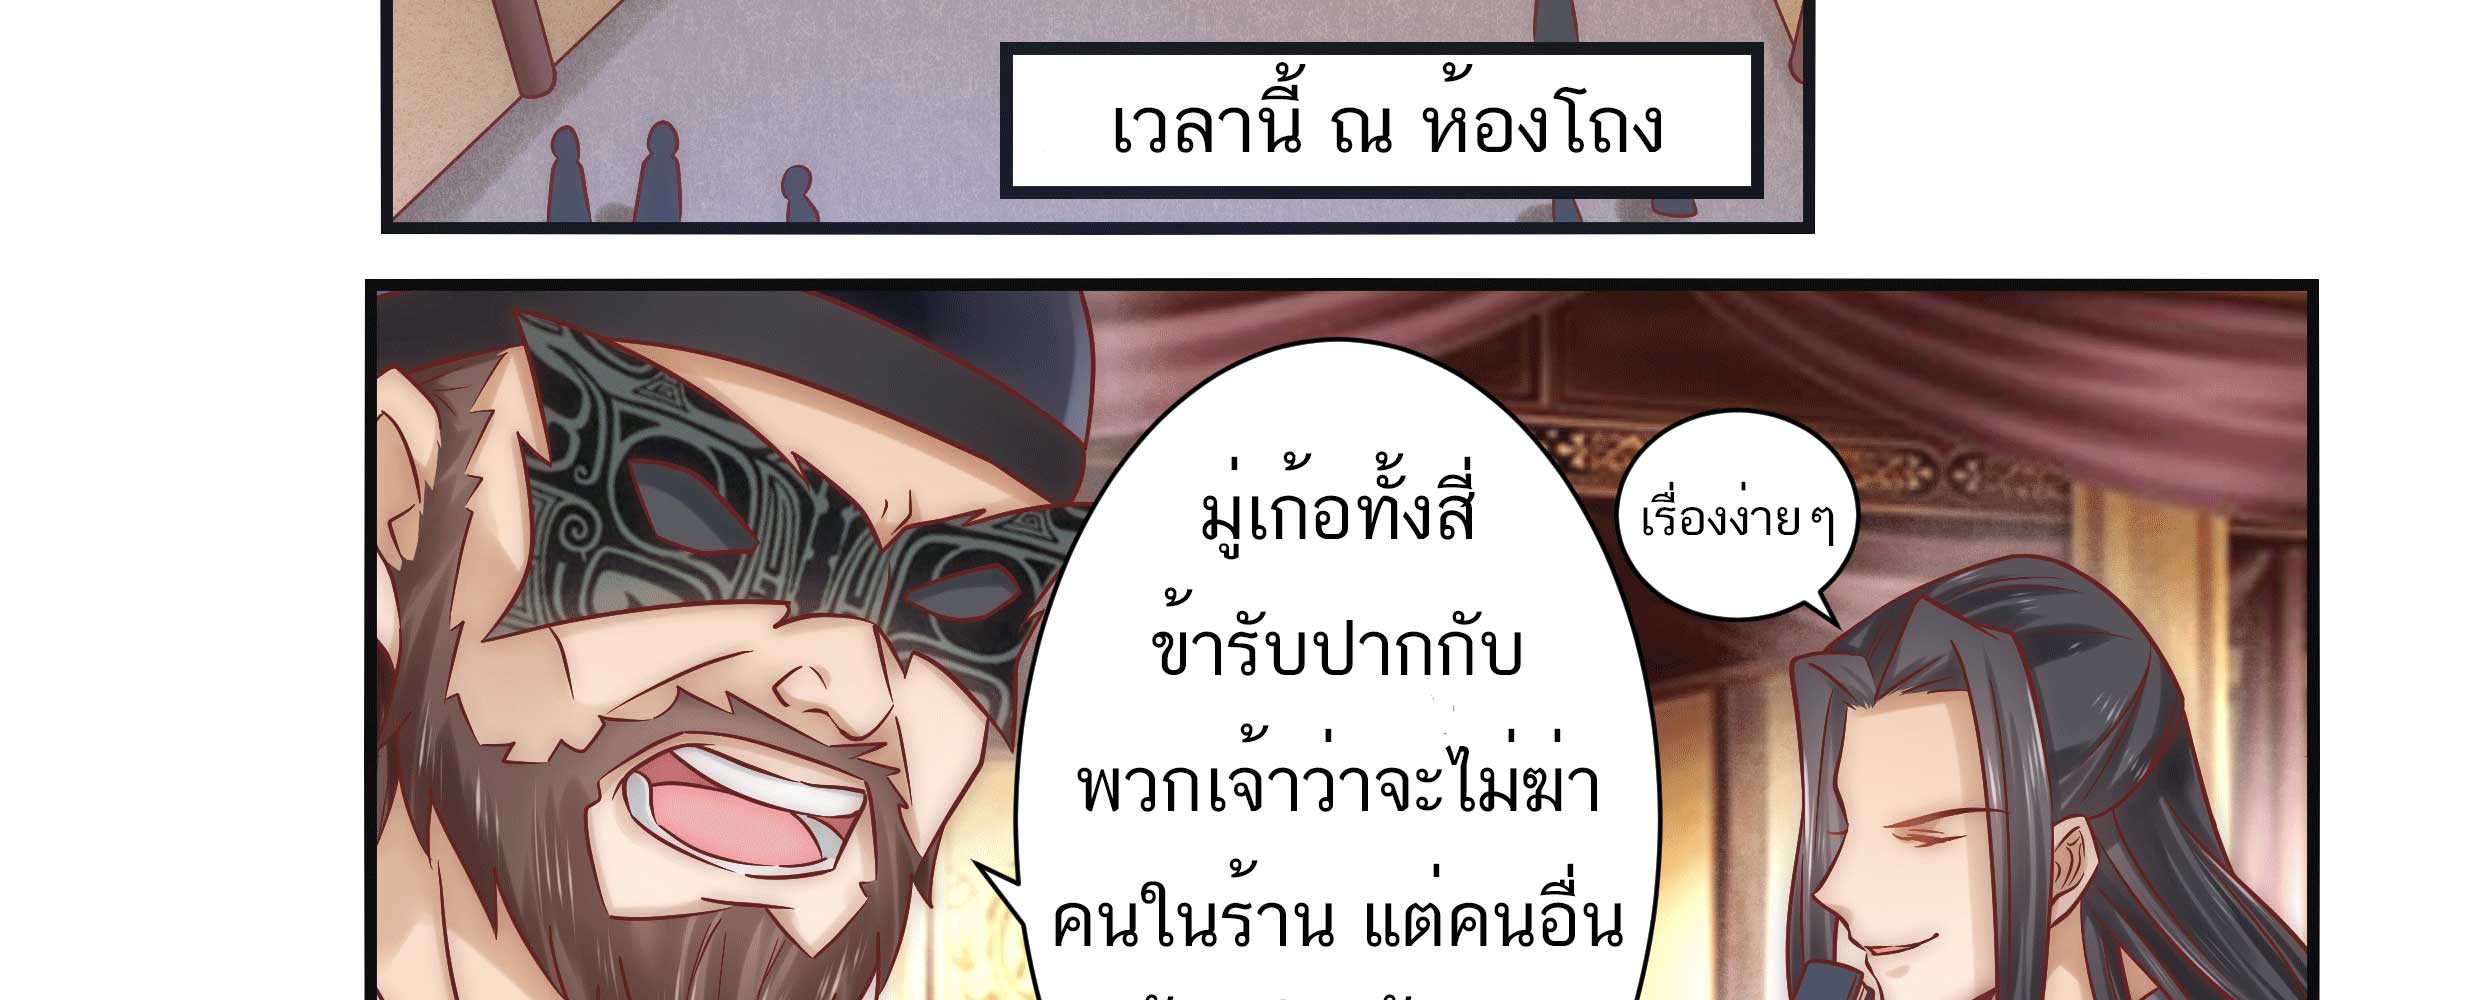 เวลานี้ ณ ห้องโถง
มู่เก้อทั้งสี่
ข้ารับปากกับ
พวกเจ้าว่าจะไม่ฆ่า
คนในร้าน แต่คนอื่น
เรื่องง่าย ๆ